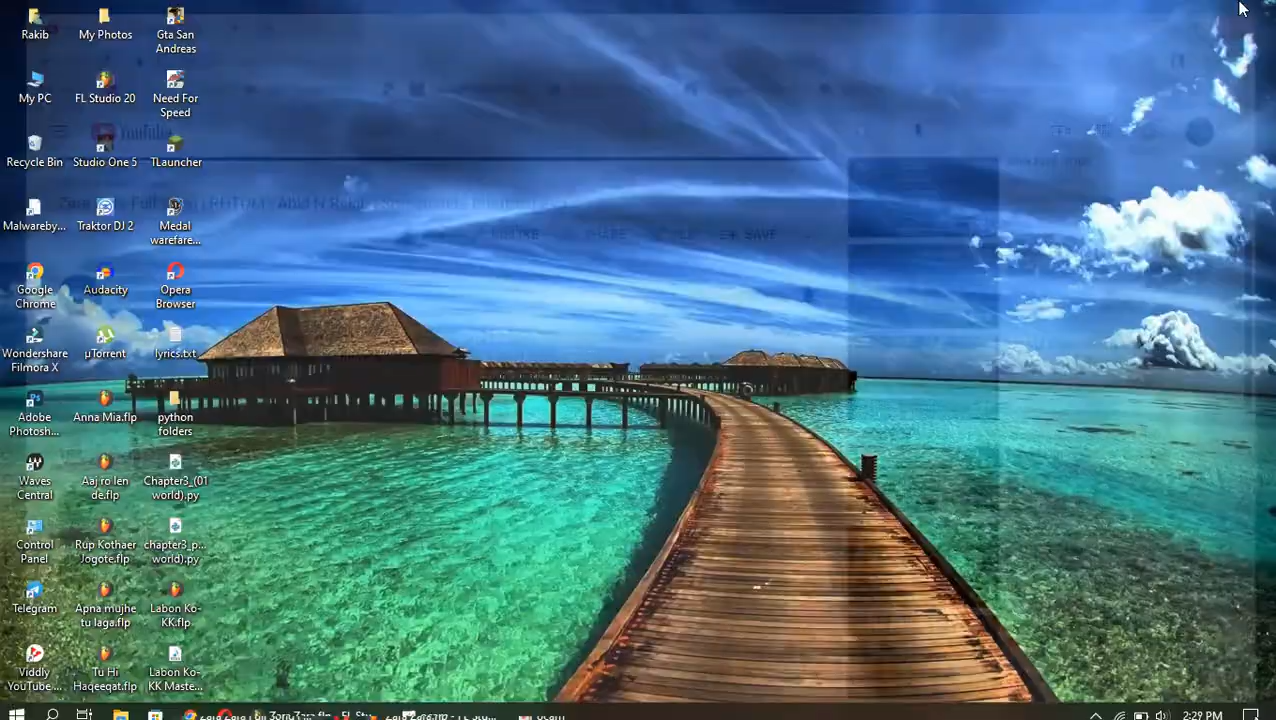 Rakib
My Photos
Gta San
Andreas
My PC
FL Studio 20
Need For
Speed
Recycle Bin
Studio One 5
TLauncher
Malwareby...
Traktor DJ 2
Medal
warefare...
Google
Chrome
Audacity
Opera
Browser
Wondershare
Filmora X
µTorrent
lyrics.txt
Adobe
Photosh...
Anna Mia.flp
python
folders
Waves
Central
Aaj ro len
de.flp
Chapter3_(01
world).py
Control
Panel
Rup Kothaer
Jogote.flp
chapter3_p...
world).py
Telegram
Apna mujhe
tu laga.flp
Labon Ko-
KK.flp
Viddly
YouTube ...
Tu Hi
Haqeeqat.flp
Labon Ko-
KK Maste...
YouTube
SHARE
SAVE
2:29 PM